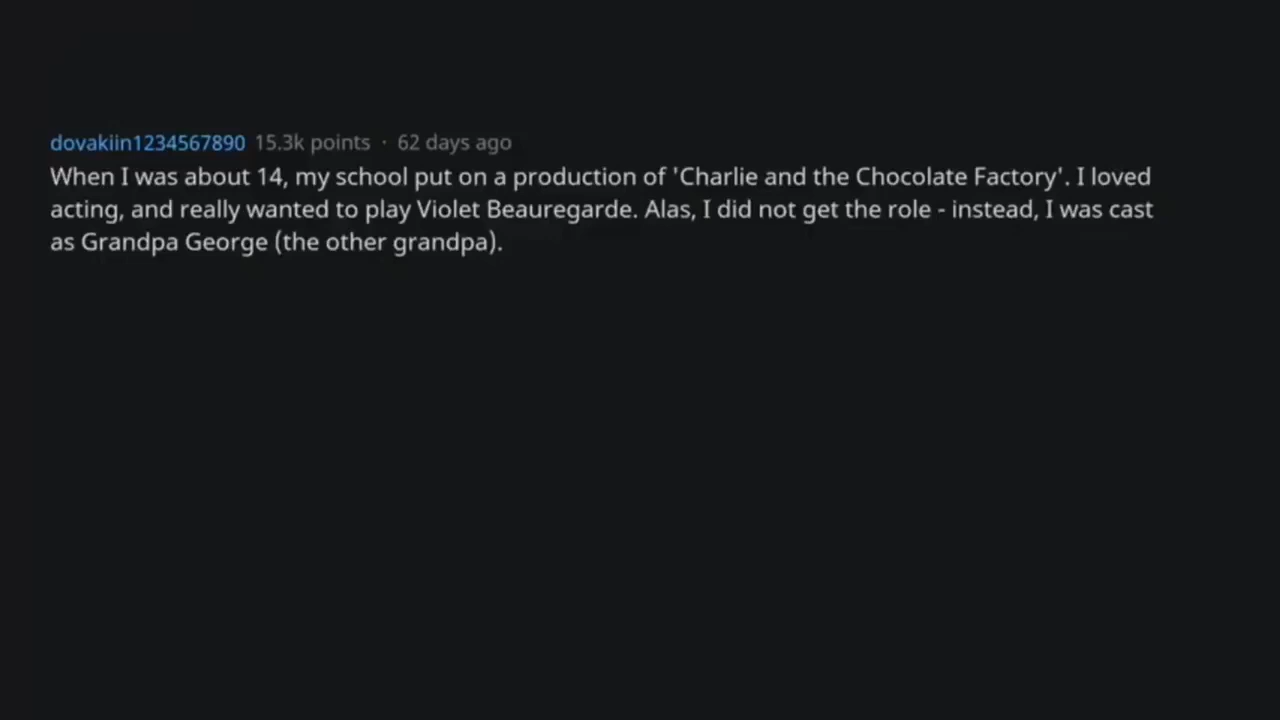 dovakiin1234567890 15.3k points · 62 days ago
When I was about 14, my school put on a production of 'Charlie and the Chocolate Factory'. I loved
acting, and really wanted to play Violet Beauregarde. Alas, I did not get the role - instead, I was cast
as Grandpa George (the other grandpa).